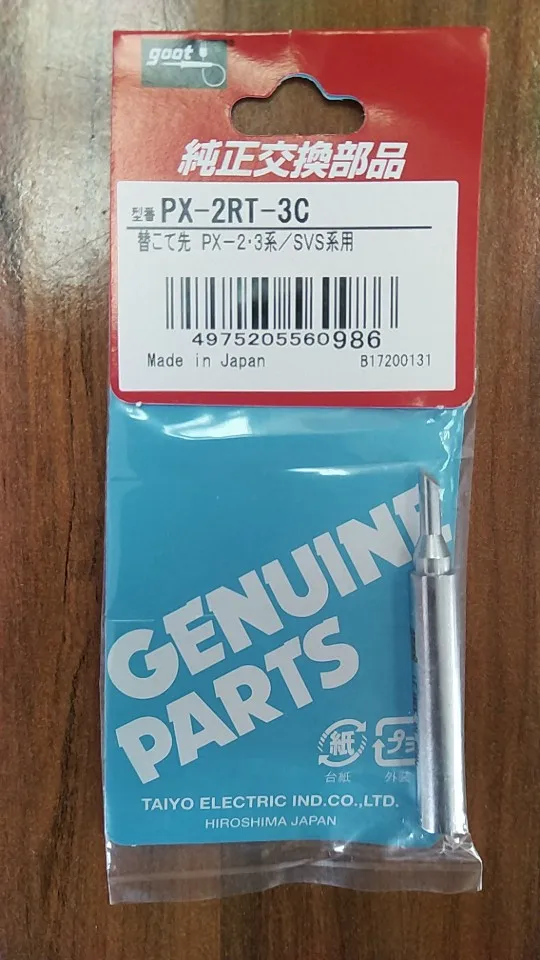 goot
純正交換部品
型番 PX-2RT-3C
替こて先 PX-2・3系/SVS系用
4975205560986
Made in Japan B17200131
GENUINE
PARTS
紙 プラ
台紙 外装
TAIYO ELECTRIC IND.CO.,LTD.
HIROSHIMA JAPAN